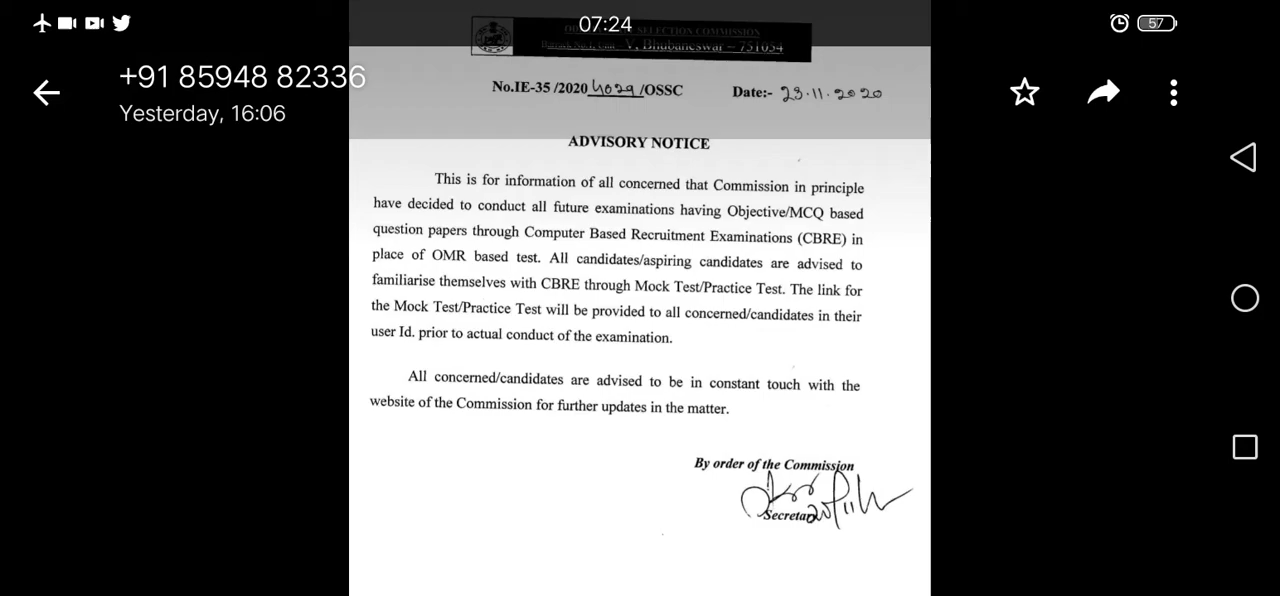 07:24
57
+91 85948 82336
Yesterday, 16:06
SELECTION COMMISSION
V, Bhubaneswar – 751054
No.IE-35 /2020 4029 /OSSC Date:- 23.11.2020
ADVISORY NOTICE
This is for information of all concerned that Commission in principle
have decided to conduct all future examinations having Objective/MCQ based
question papers through Computer Based Recruitment Examinations (CBRE) in
place of OMR based test. All candidates/aspiring candidates are advised to
familiarise themselves with CBRE through Mock Test/Practice Test. The link for
the Mock Test/Practice Test will be provided to all concerned/candidates in their
user Id. prior to actual conduct of the examination.
All concerned/candidates are advised to be in constant touch with the
website of the Commission for further updates in the matter.
By order of the Commission